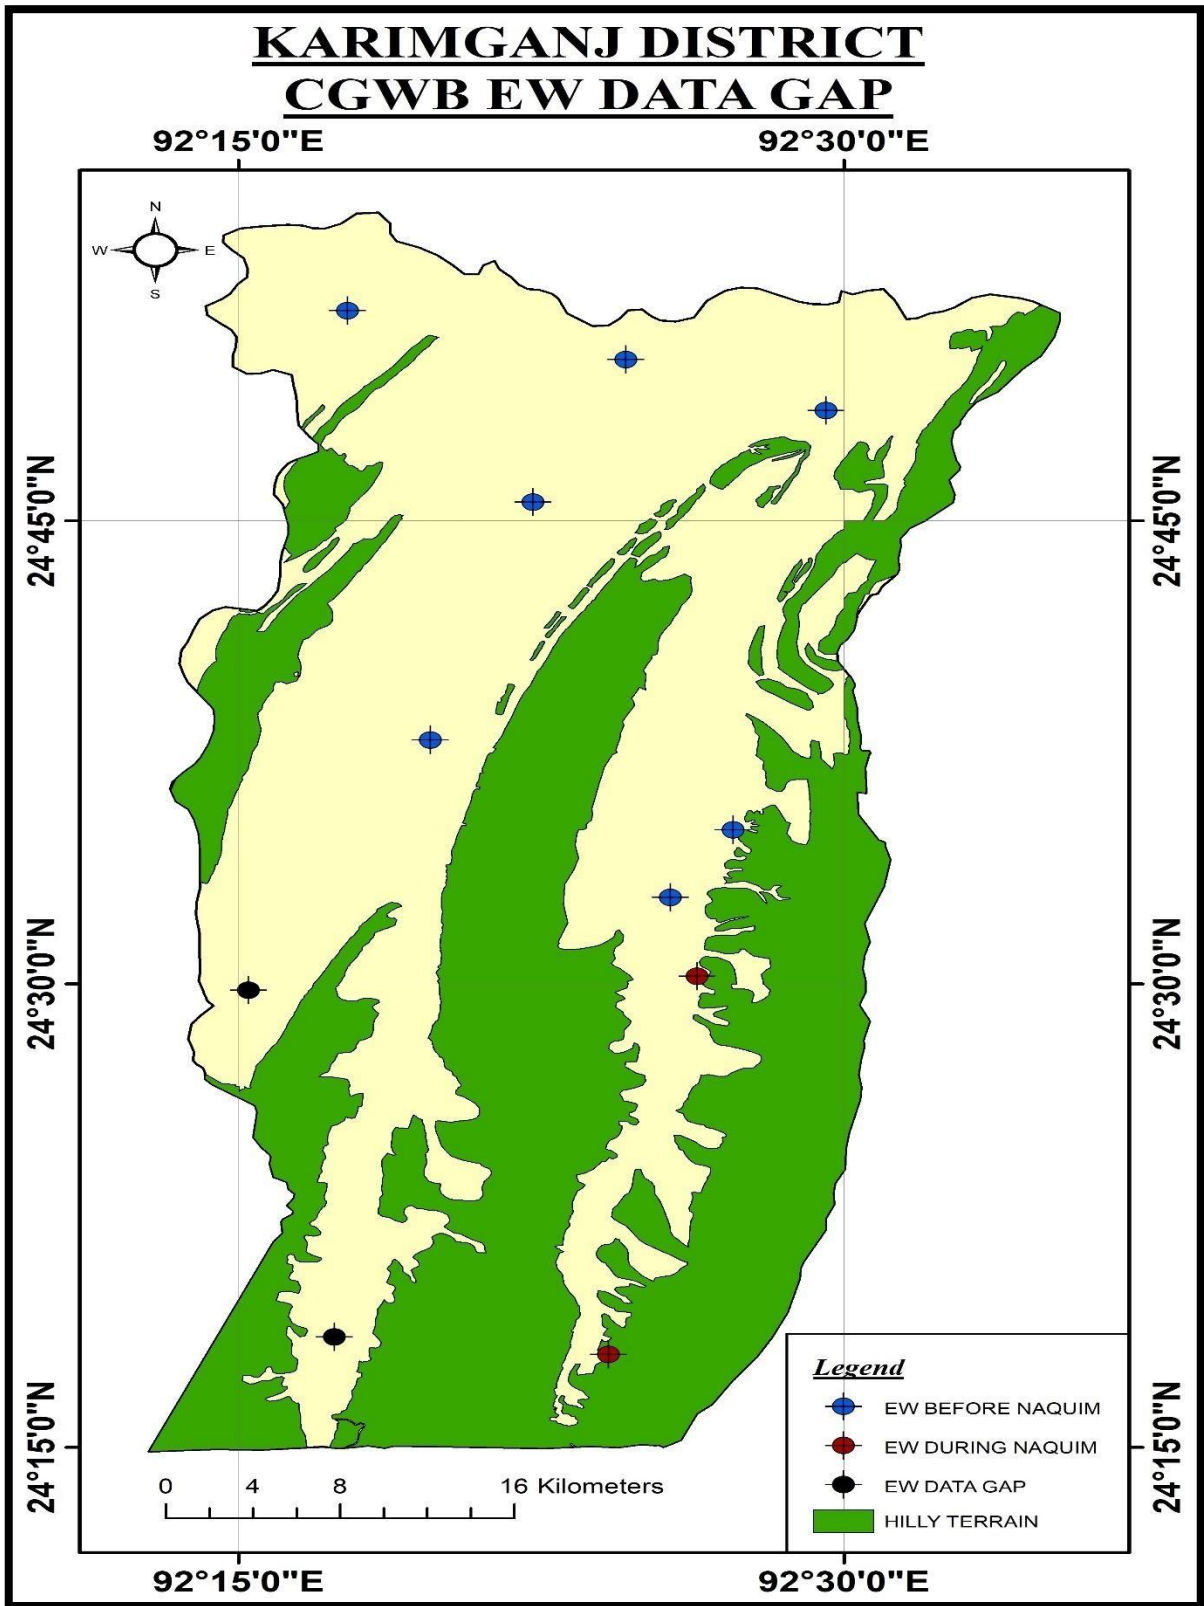 KARIMGANJ DISTRICT
CGWB EW DATA GAP
92°15'0"E
92°30'0"E
N
W
E
S
24°45'0"N
24°45'0"N
24°30'0"N
24°30'0"N
24°15'0"N
24°15'0"N
0 4 8 16 Kilometers
Legend
EW BEFORE NAQUIM
EW DURING NAQUIM
EW DATA GAP
HILLY TERRAIN
92°15'0"E
92°30'0"E